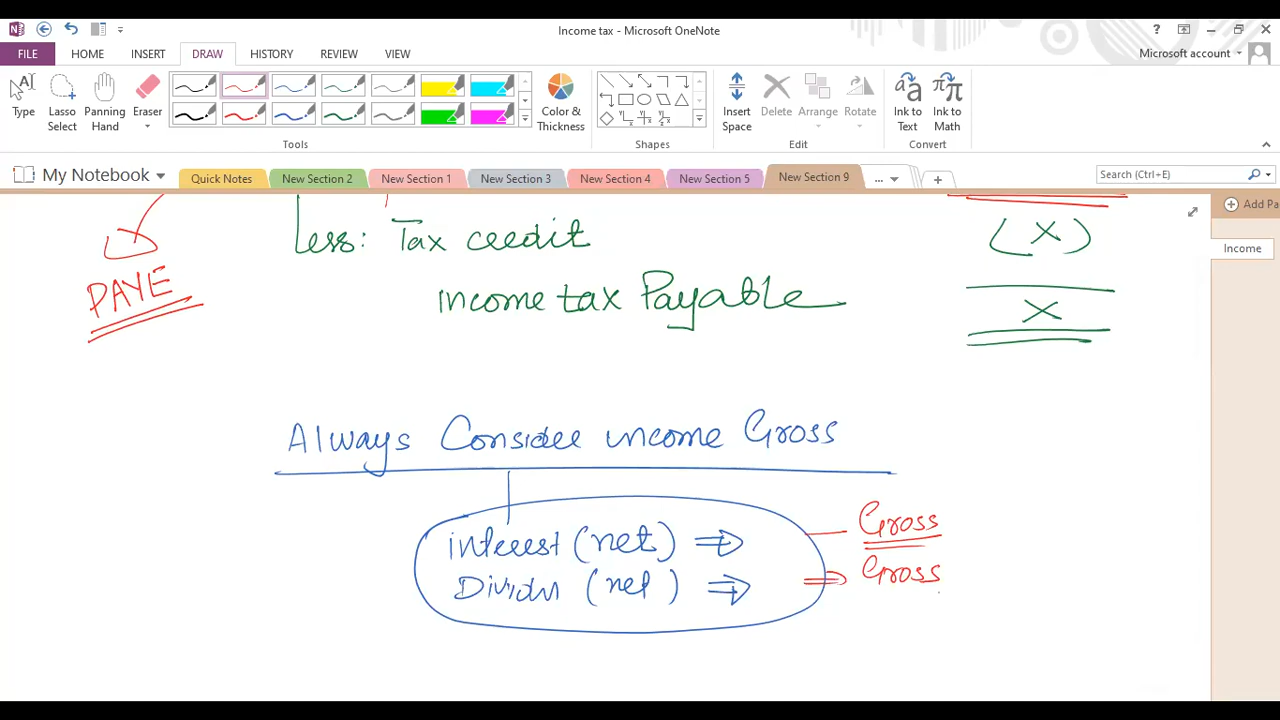 Income tax - Microsoft OneNote
FILE HOME INSERT DRAW HISTORY REVIEW VIEW
Microsoft account
Type
Lasso Select
Panning Hand
Eraser
Color & Thickness
Insert Space
Delete
Arrange
Rotate
Ink to Text
Ink to Math
Tools
Shapes
Edit
Convert
My Notebook
Quick Notes
New Section 2
New Section 1
New Section 3
New Section 4
New Section 5
New Section 9
...
Search (Ctrl+E)
Add Pa
Income
PAYE
Less: Tax credit (X)
income tax Payable X
Always Consider income Gross
interest (net) ⇒ Gross
Dividen (net) ⇒ ⇒ Gross